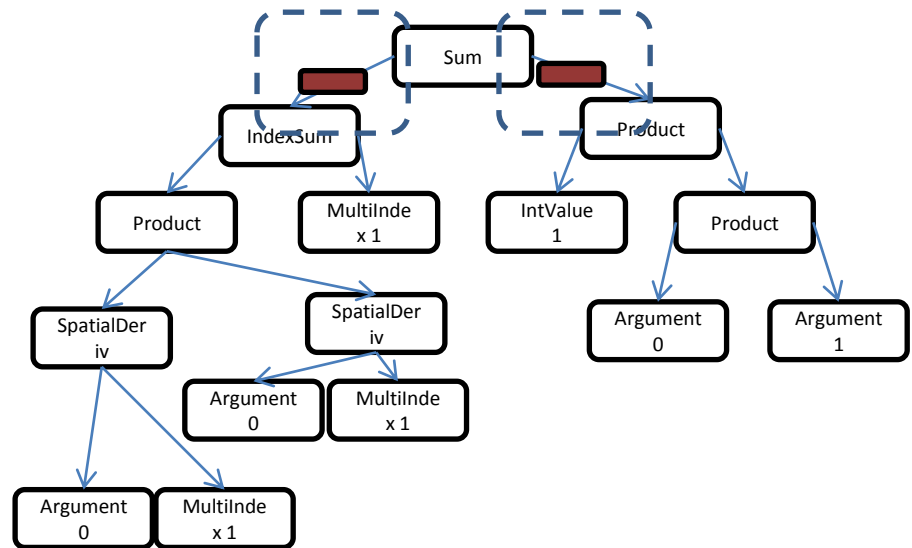 Sum
IndexSum
Product
Product
MultiInde
x 1
IntValue
1
Product
SpatialDer
iv
SpatialDer
iv
Argument
0
Argument
1
Argument
0
MultiInde
x 1
Argument
0
MultiInde
x 1